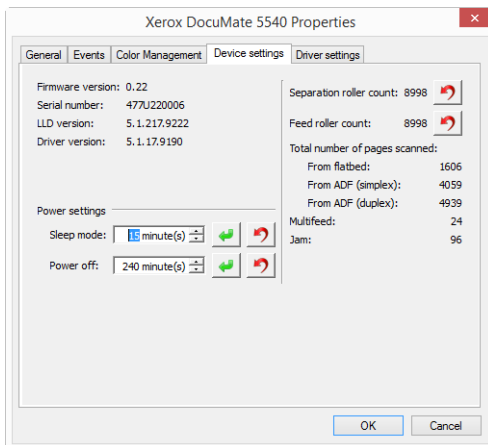 Xerox DocuMate 5540 Properties
General Events Color Management Device settings Driver settings
Firmware version: 0.22
Serial number: 477U220006
LLD version: 5.1.217.9222
Driver version: 5.1.17.9190
Power settings
Sleep mode: 15 minute(s)
Power off: 240 minute(s)
Separation roller count: 8998
Feed roller count: 8998
Total number of pages scanned:
From flatbed: 1606
From ADF (simplex): 4059
From ADF (duplex): 4939
Multifeed: 24
Jam: 96
OK Cancel